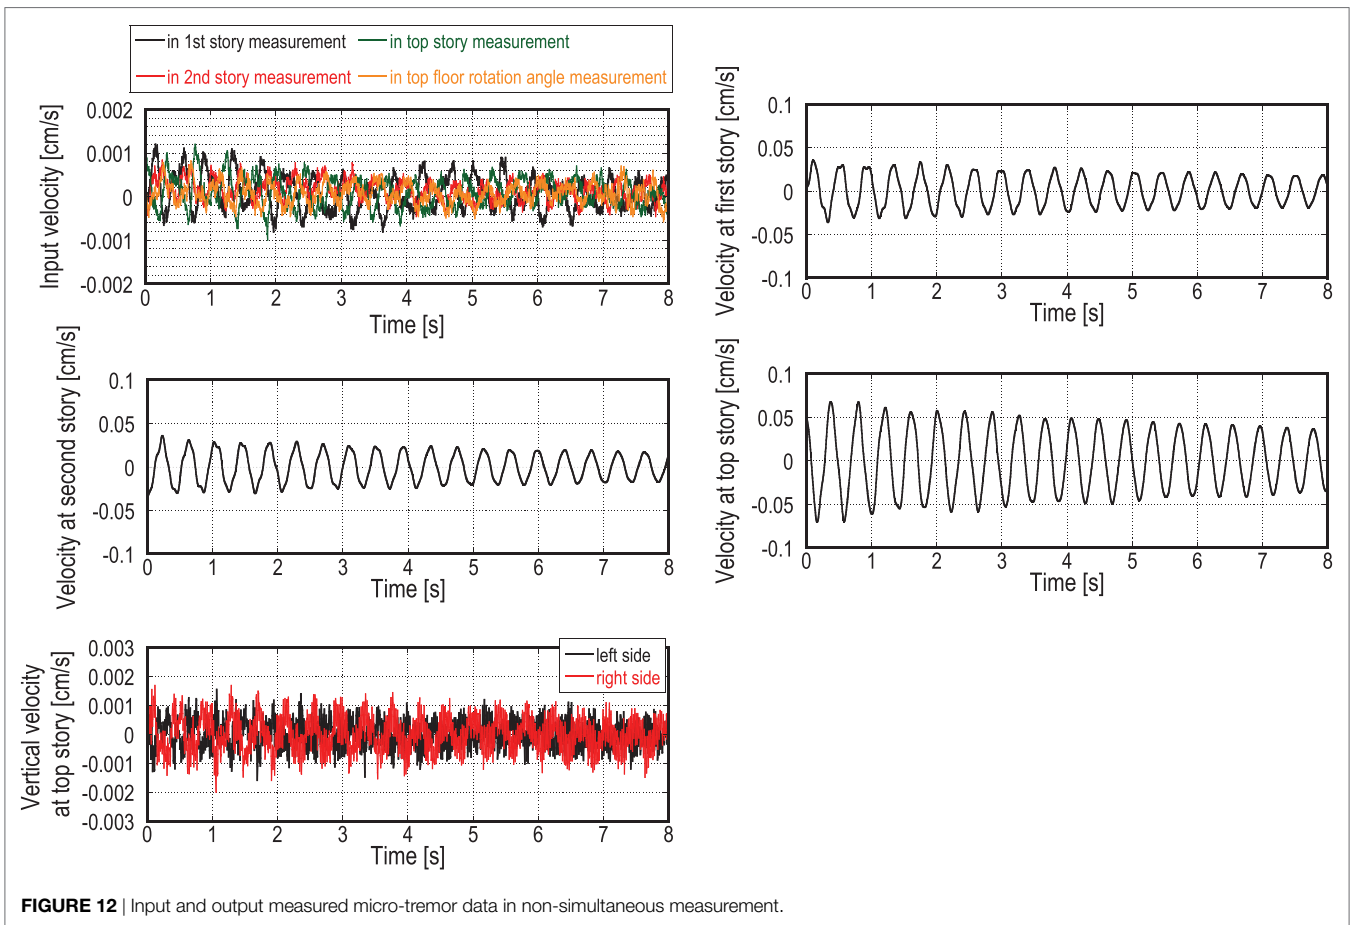 in 1st story measurement
in top story measurement
in 2nd story measurement
in top floor rotation angle measurement
Input velocity [cm/s]
0.002
0.001
0
-0.001
-0.002
0 1 2 3 4 5 6 7 8
Time [s]
Velocity at first story [cm/s]
0.1
0.05
0
-0.05
-0.1
0 1 2 3 4 5 6 7 8
Time [s]
Velocity at second story [cm/s]
0.1
0.05
0
-0.05
-0.1
0 1 2 3 4 5 6 7 8
Time [s]
Velocity at top story [cm/s]
0.1
0.05
0
-0.05
-0.1
0 1 2 3 4 5 6 7 8
Time [s]
Vertical velocity
at top story [cm/s]
0.003
0.002
0.001
0
-0.001
-0.002
-0.003
left side
right side
0 1 2 3 4 5 6 7 8
Time [s]
FIGURE 12 | Input and output measured micro-tremor data in non-simultaneous measurement.